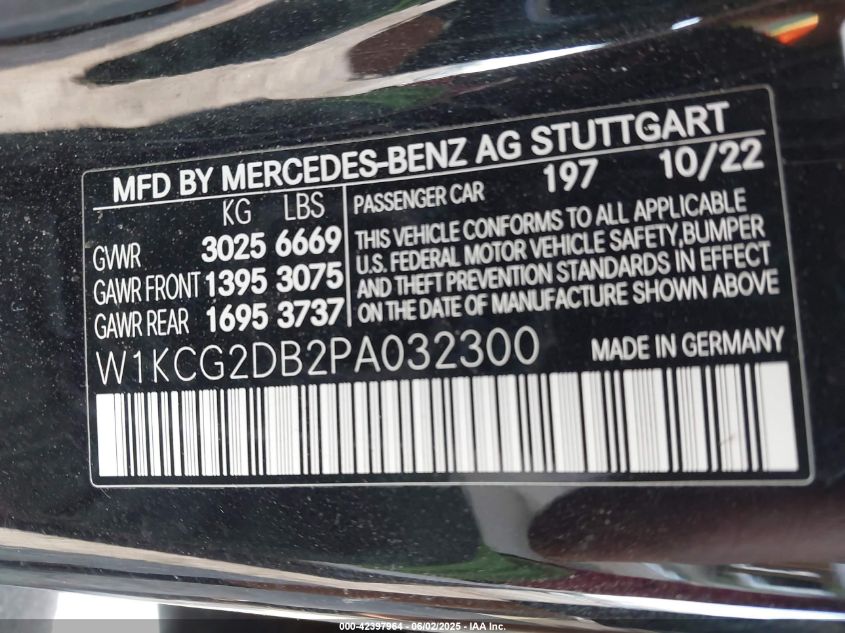 MFD BY MERCEDES-BENZ AG STUTTGART
KG LBS
GVWR 3025 6669
GAWR FRONT 1395 3075
GAWR REAR 1695 3737
PASSENGER CAR 197 10/22
THIS VEHICLE CONFORMS TO ALL APPLICABLE
U.S. FEDERAL MOTOR VEHICLE SAFETY,BUMPER
AND THEFT PREVENTION STANDARDS IN EFFECT
ON THE DATE OF MANUFACTURE SHOWN ABOVE
W1KCG2DB2PA032300 MADE IN GERMANY
000-42397964 - 06/02/2025 - IAA Inc.